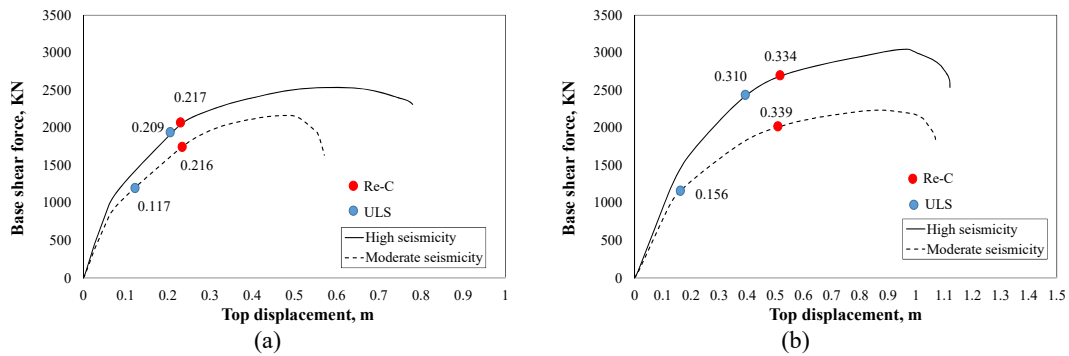 3500
3000
2500
2000
1500
1000
500
0
Base shear force, KN
0.217
0.209
0.216
0.117
Re-C
ULS
High seismicity
Moderate seismicity
0 0.1 0.2 0.3 0.4 0.5 0.6 0.7 0.8 0.9 1
Top displacement, m
(a)
3500
3000
2500
2000
1500
1000
500
0
Base shear force, KN
0.334
0.310
0.339
0.156
Re-C
ULS
High seismicity
Moderate seismicity
0 0.1 0.2 0.3 0.4 0.5 0.6 0.7 0.8 0.9 1 1.1 1.2 1.3 1.4 1.5
Top displacement, m
(b)